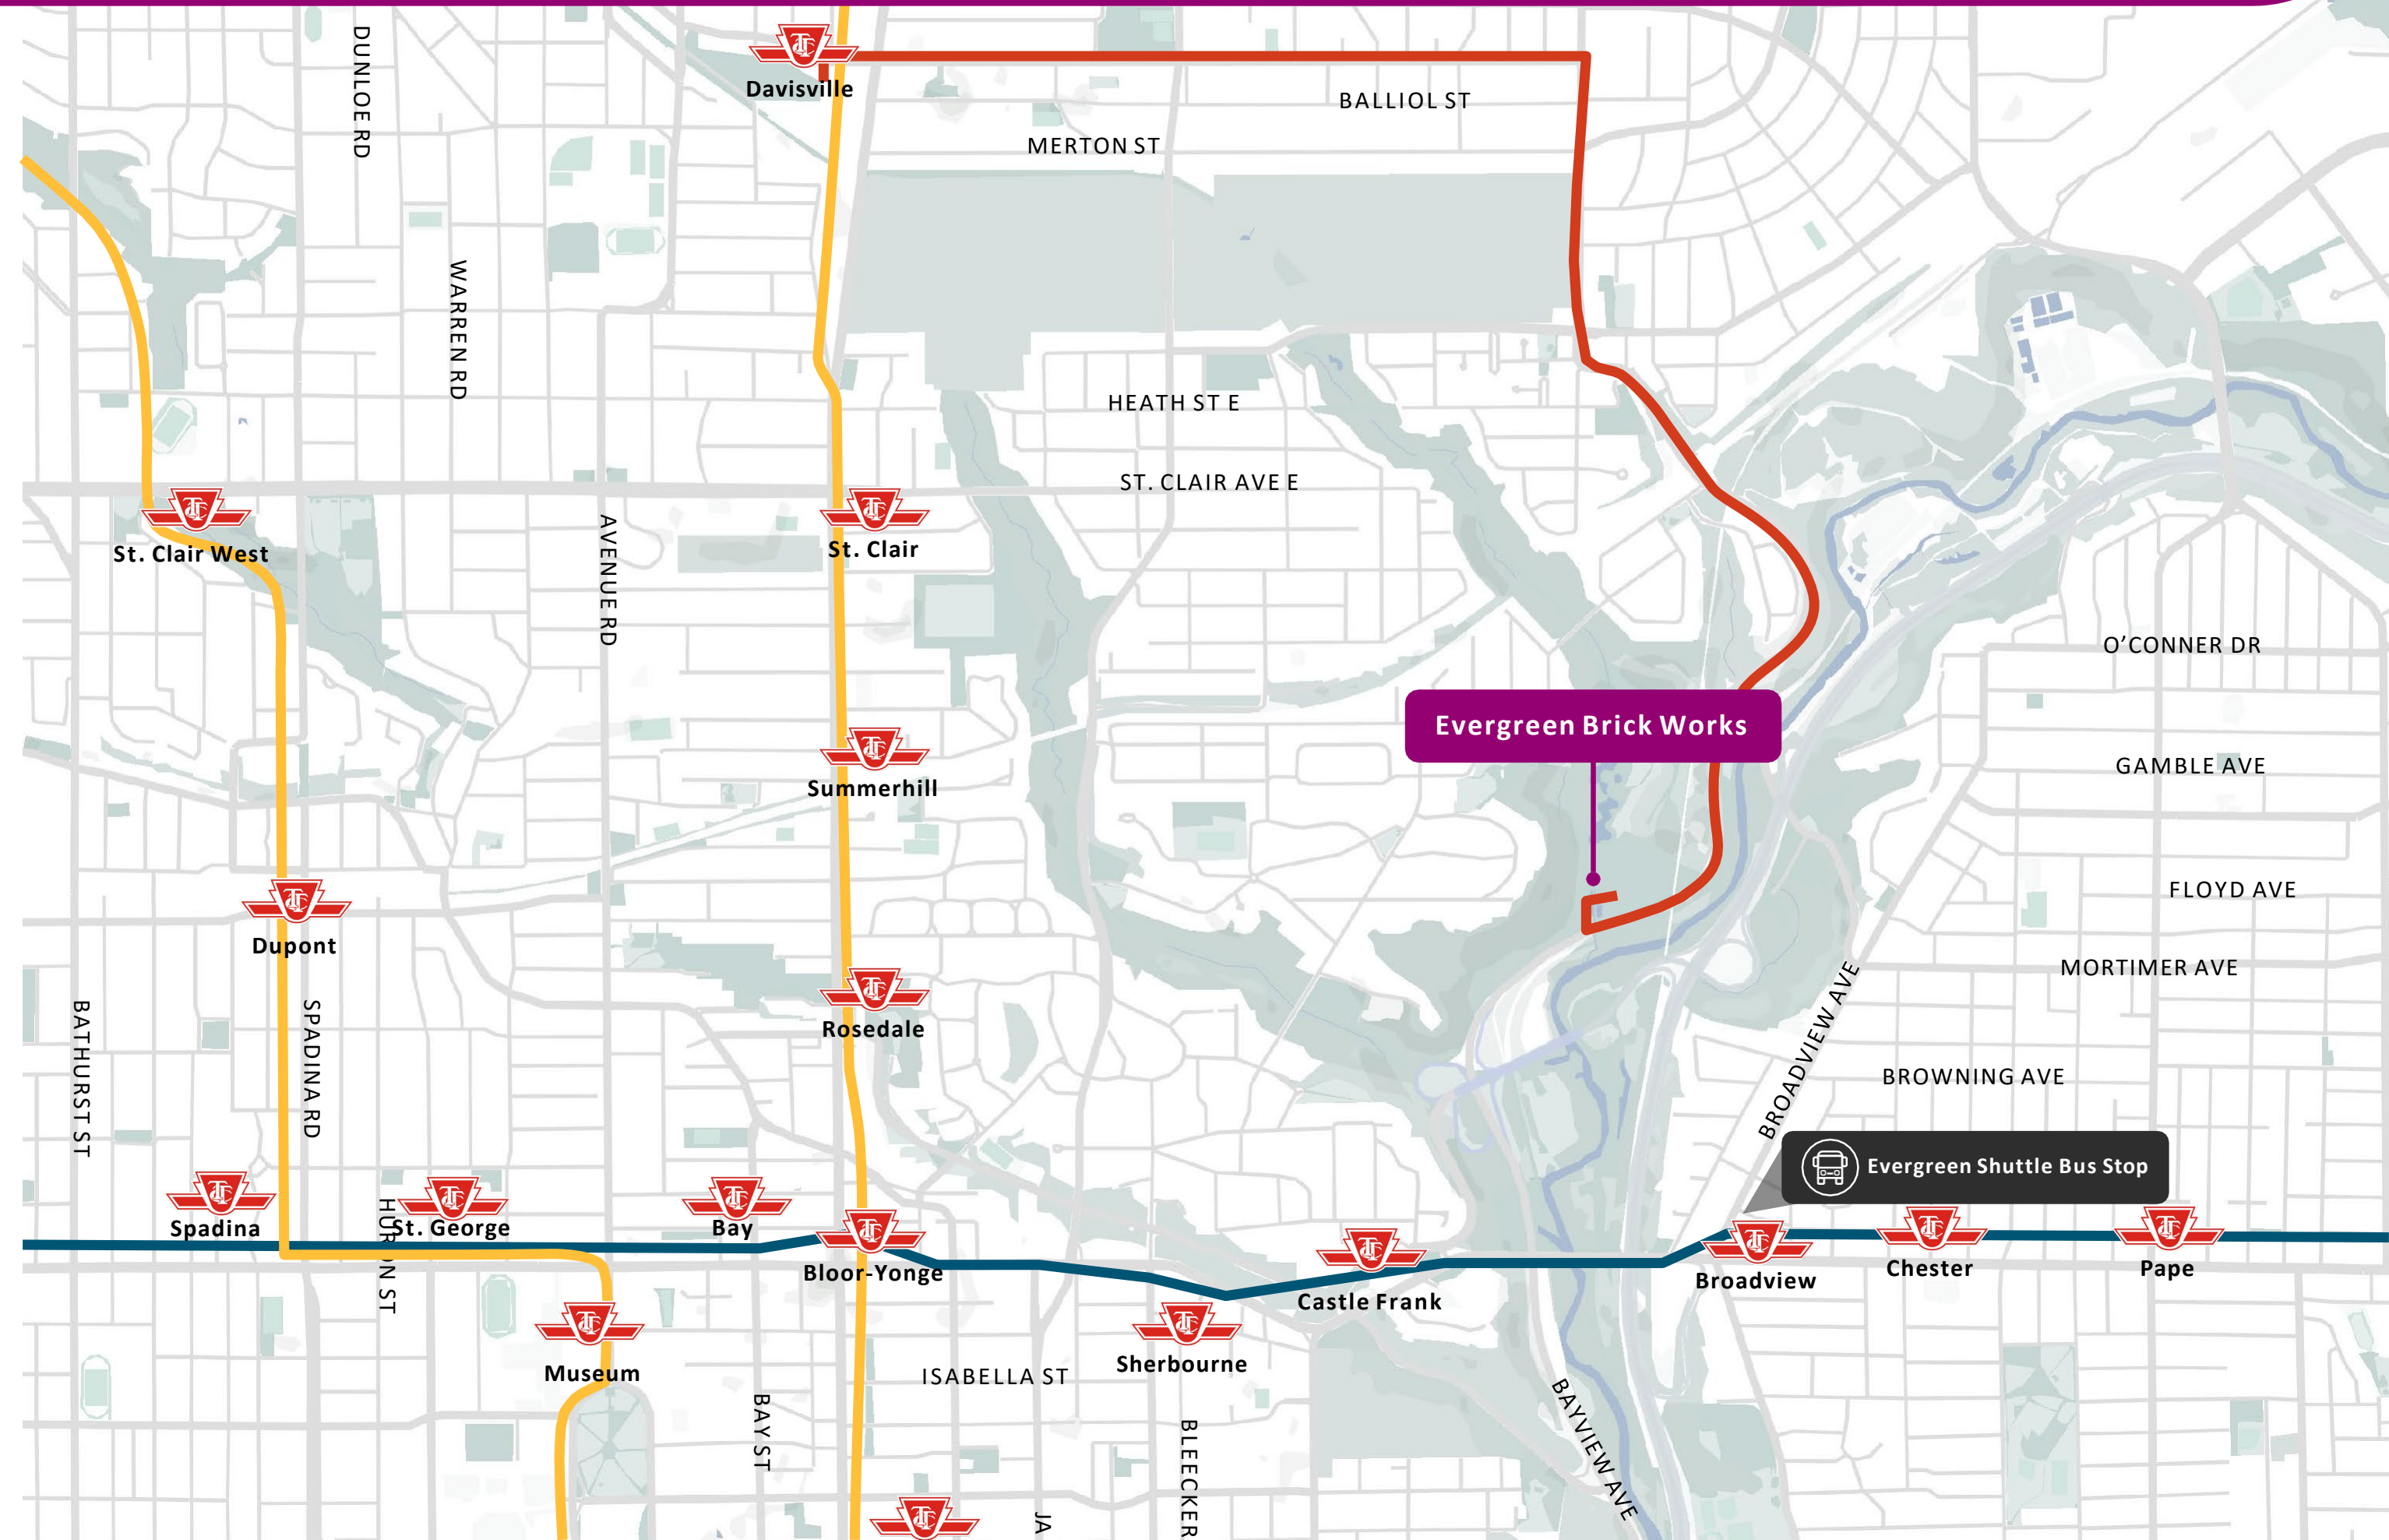 DUNLOE RD
Davisville
BALLIOL ST
MERTON ST
WARREN RD
HEATH ST E
ST. CLAIR AVE E
St. Clair West
St. Clair
AVENUE RD
O'CONNER DR
Evergreen Brick Works
GAMBLE AVE
Summerhill
FLOYD AVE
Dupont
MORTIMER AVE
BATHURST ST
SPADINA RD
Rosedale
BROADVIEW AVE
BROWNING AVE
Evergreen Shuttle Bus Stop
Spadina
HURON ST
St. George
Bay
Bloor-Yonge
Castle Frank
Broadview
Chester
Pape
Museum
ISABELLA ST
Sherbourne
BAY ST
BLEECKER
BAYVIEW AVE
JA